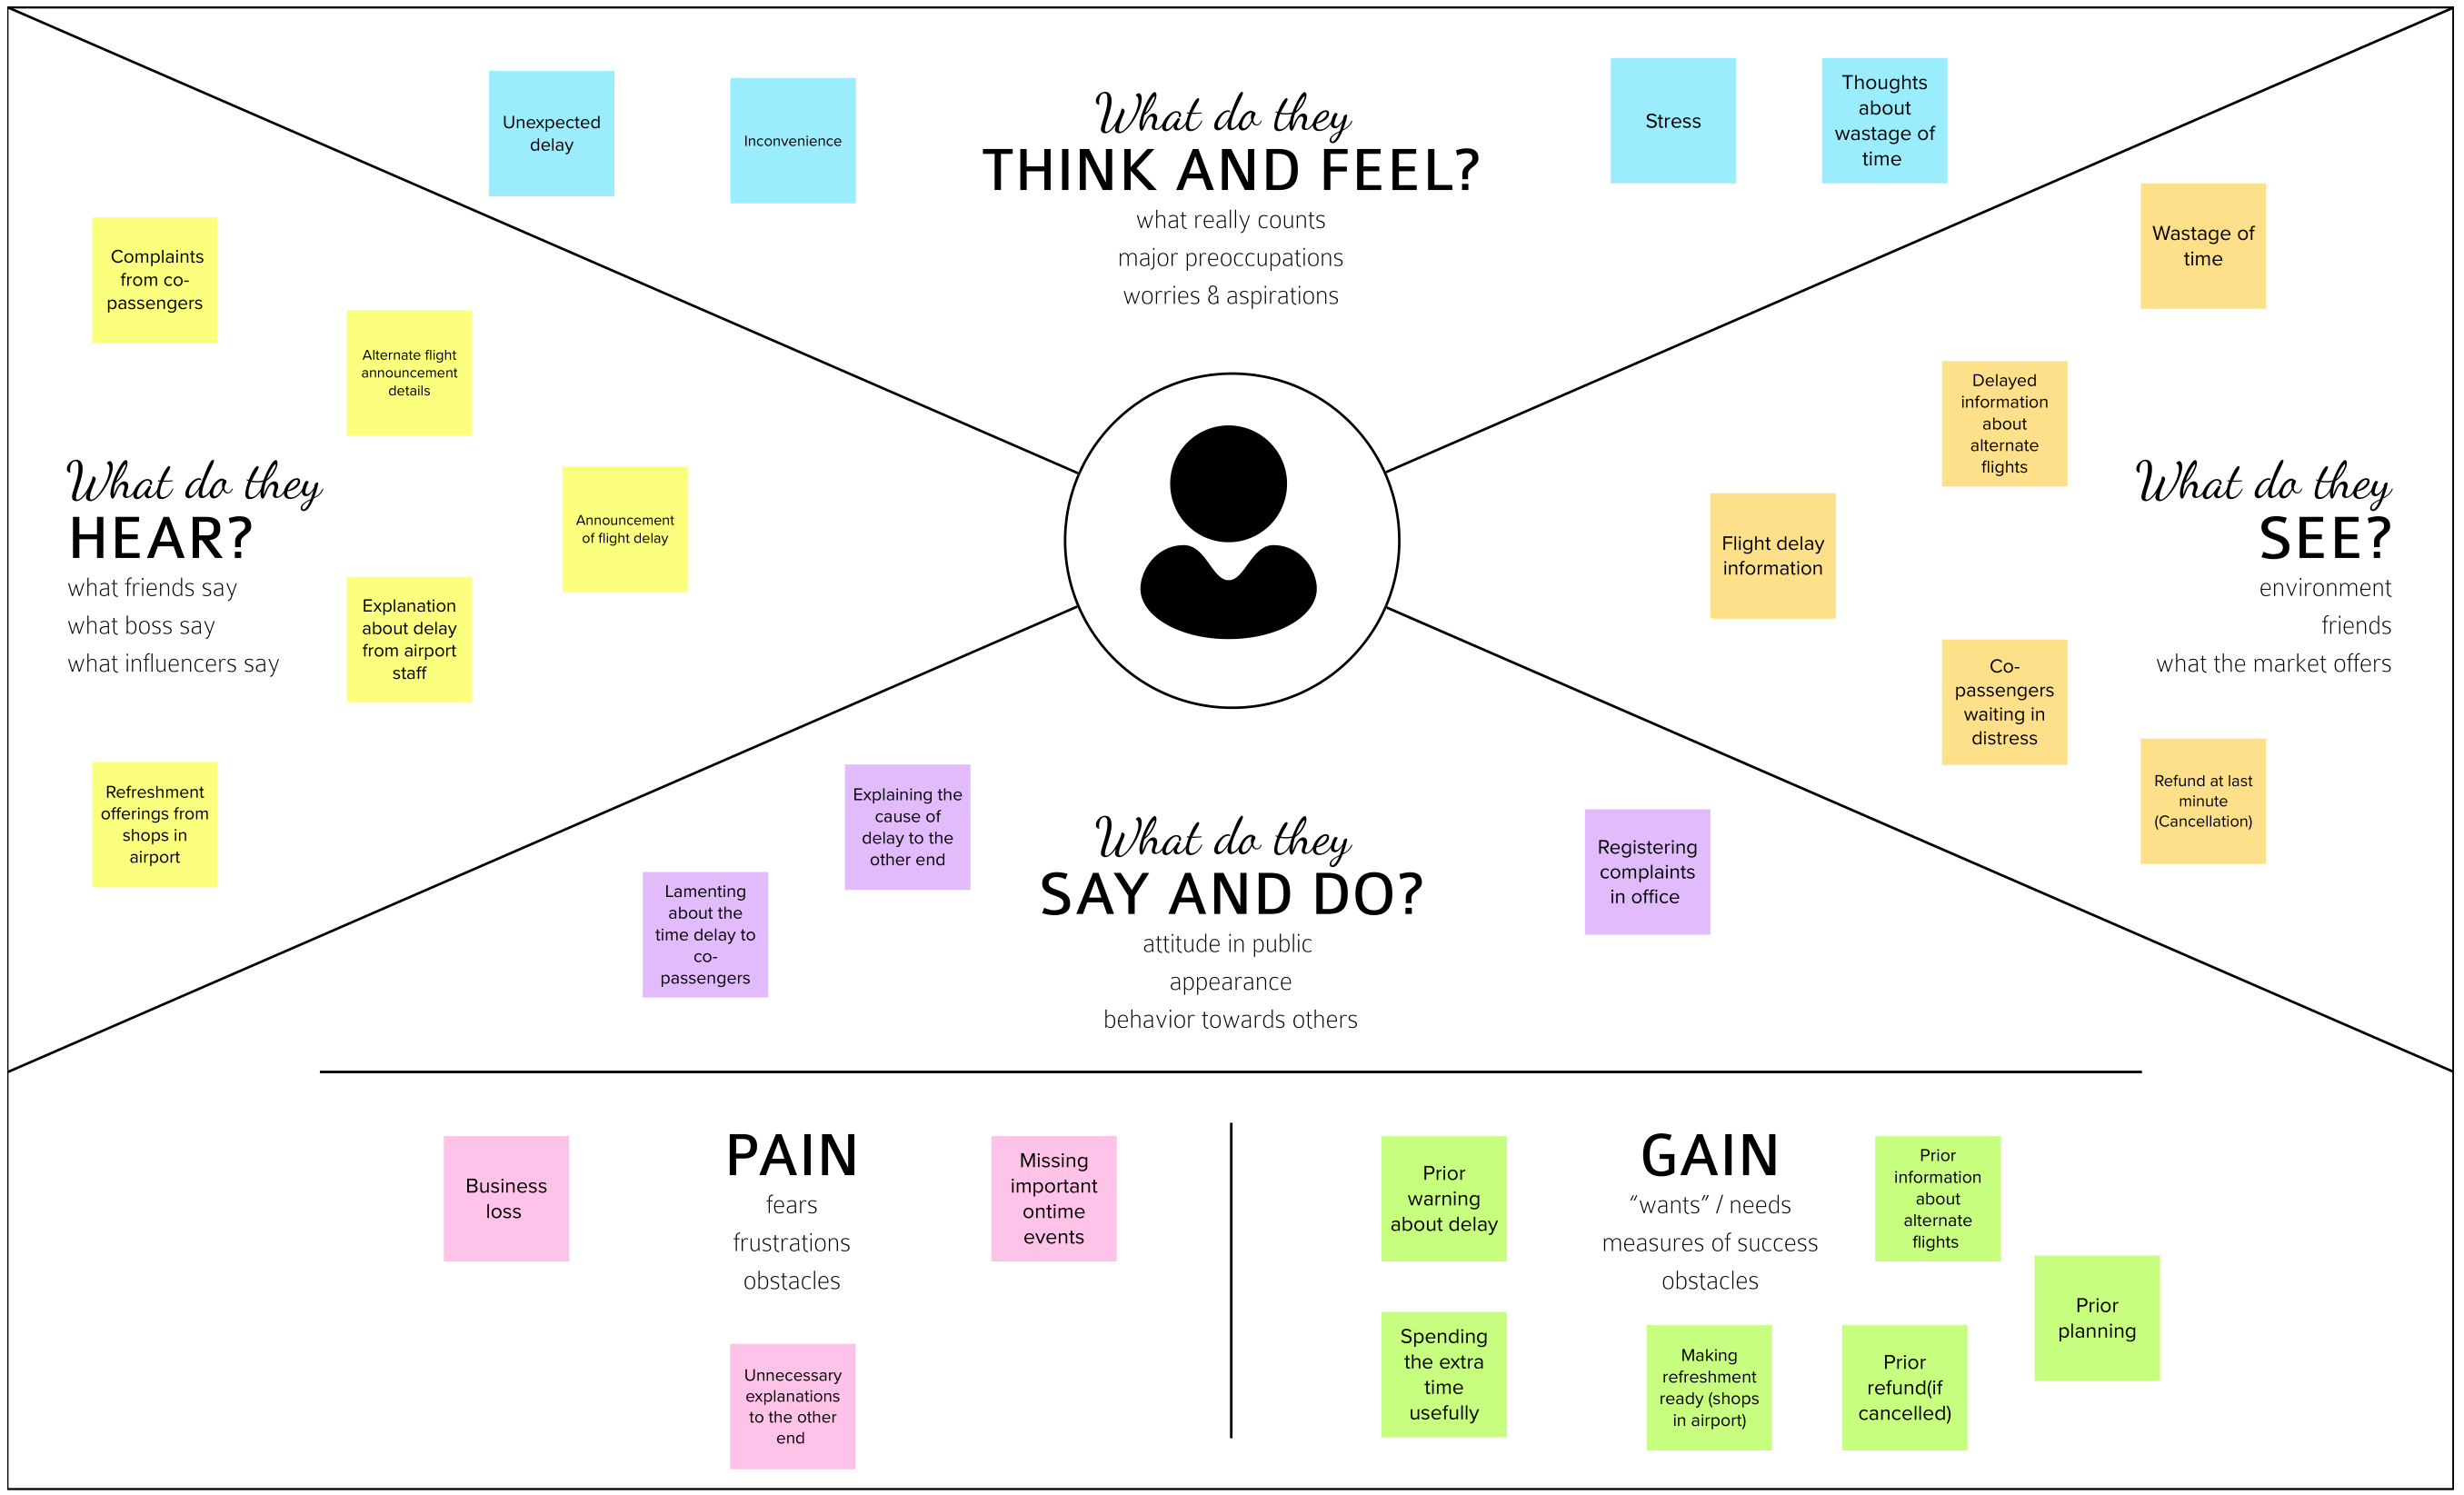 Unexpected
delay
Inconvenience
What do they
THINK AND FEEL?
what really counts
major preoccupations
worries & aspirations
Stress
Thoughts
about
wastage of
time
Complaints
from co-
passengers
Alternate flight
announcement
details
Announcement
of flight delay
What do they
HEAR?
what friends say
what boss say
what influencers say
Explanation
about delay
from airport
staff
Refreshment
offerings from
shops in
airport
Wastage of
time
Delayed
information
about
alternate
flights
Flight delay
information
What do they
SEE?
environment
friends
what the market offers
Co-
passengers
waiting in
distress
Refund at last
minute
(Cancellation)
Explaining the
cause of
delay to the
other end
Lamenting
about the
time delay to
co-
passengers
What do they
SAY AND DO?
attitude in public
appearance
behavior towards others
Registering
complaints
in office
Business
loss
PAIN
fears
frustrations
obstacles
Missing
important
ontime
events
Unnecessary
explanations
to the other
end
Prior
warning
about delay
GAIN
“wants” / needs
measures of success
obstacles
Prior
information
about
alternate
flights
Prior
planning
Spending
the extra
time
usefully
Making
refreshment
ready (shops
in airport)
Prior
refund(if
cancelled)